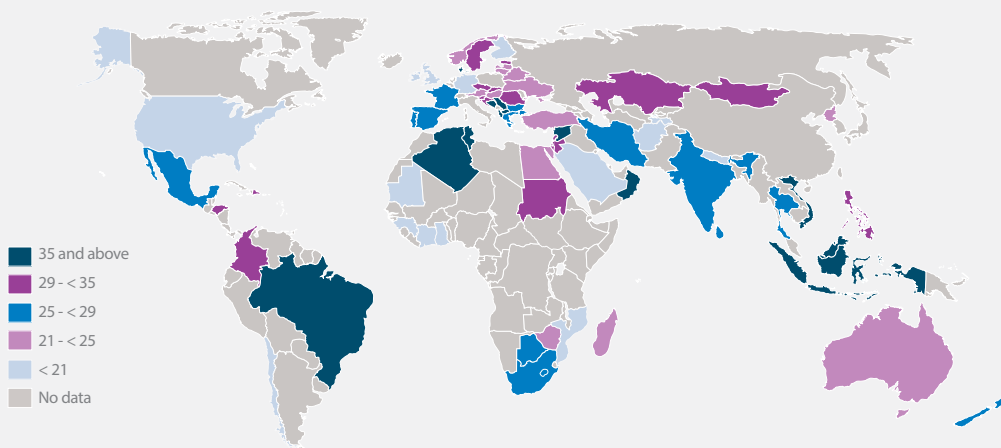 35 and above
29 - < 35
25 - < 29
21 - < 25
< 21
No data